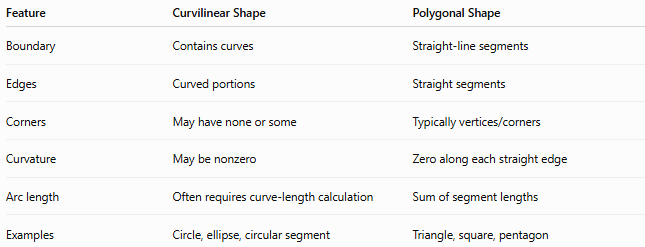 Feature Curvilinear Shape Polygonal Shape
Boundary Contains curves Straight-line segments
Edges Curved portions Straight segments
Corners May have none or some Typically vertices/corners
Curvature May be nonzero Zero along each straight edge
Arc length Often requires curve-length calculation Sum of segment lengths
Examples Circle, ellipse, circular segment Triangle, square, pentagon